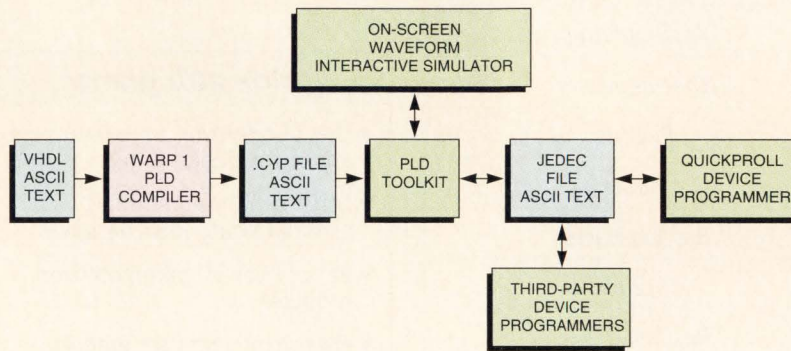 ON-SCREEN
WAVEFORM
INTERACTIVE SIMULATOR
VHDL
ASCII
TEXT
WARP 1
PLD
COMPILER
.CYP FILE
ASCII
TEXT
PLD
TOOLKIT
JEDEC
FILE
ASCII TEXT
QUICKPROLL
DEVICE
PROGRAMMER
THIRD-PARTY
DEVICE
PROGRAMMERS